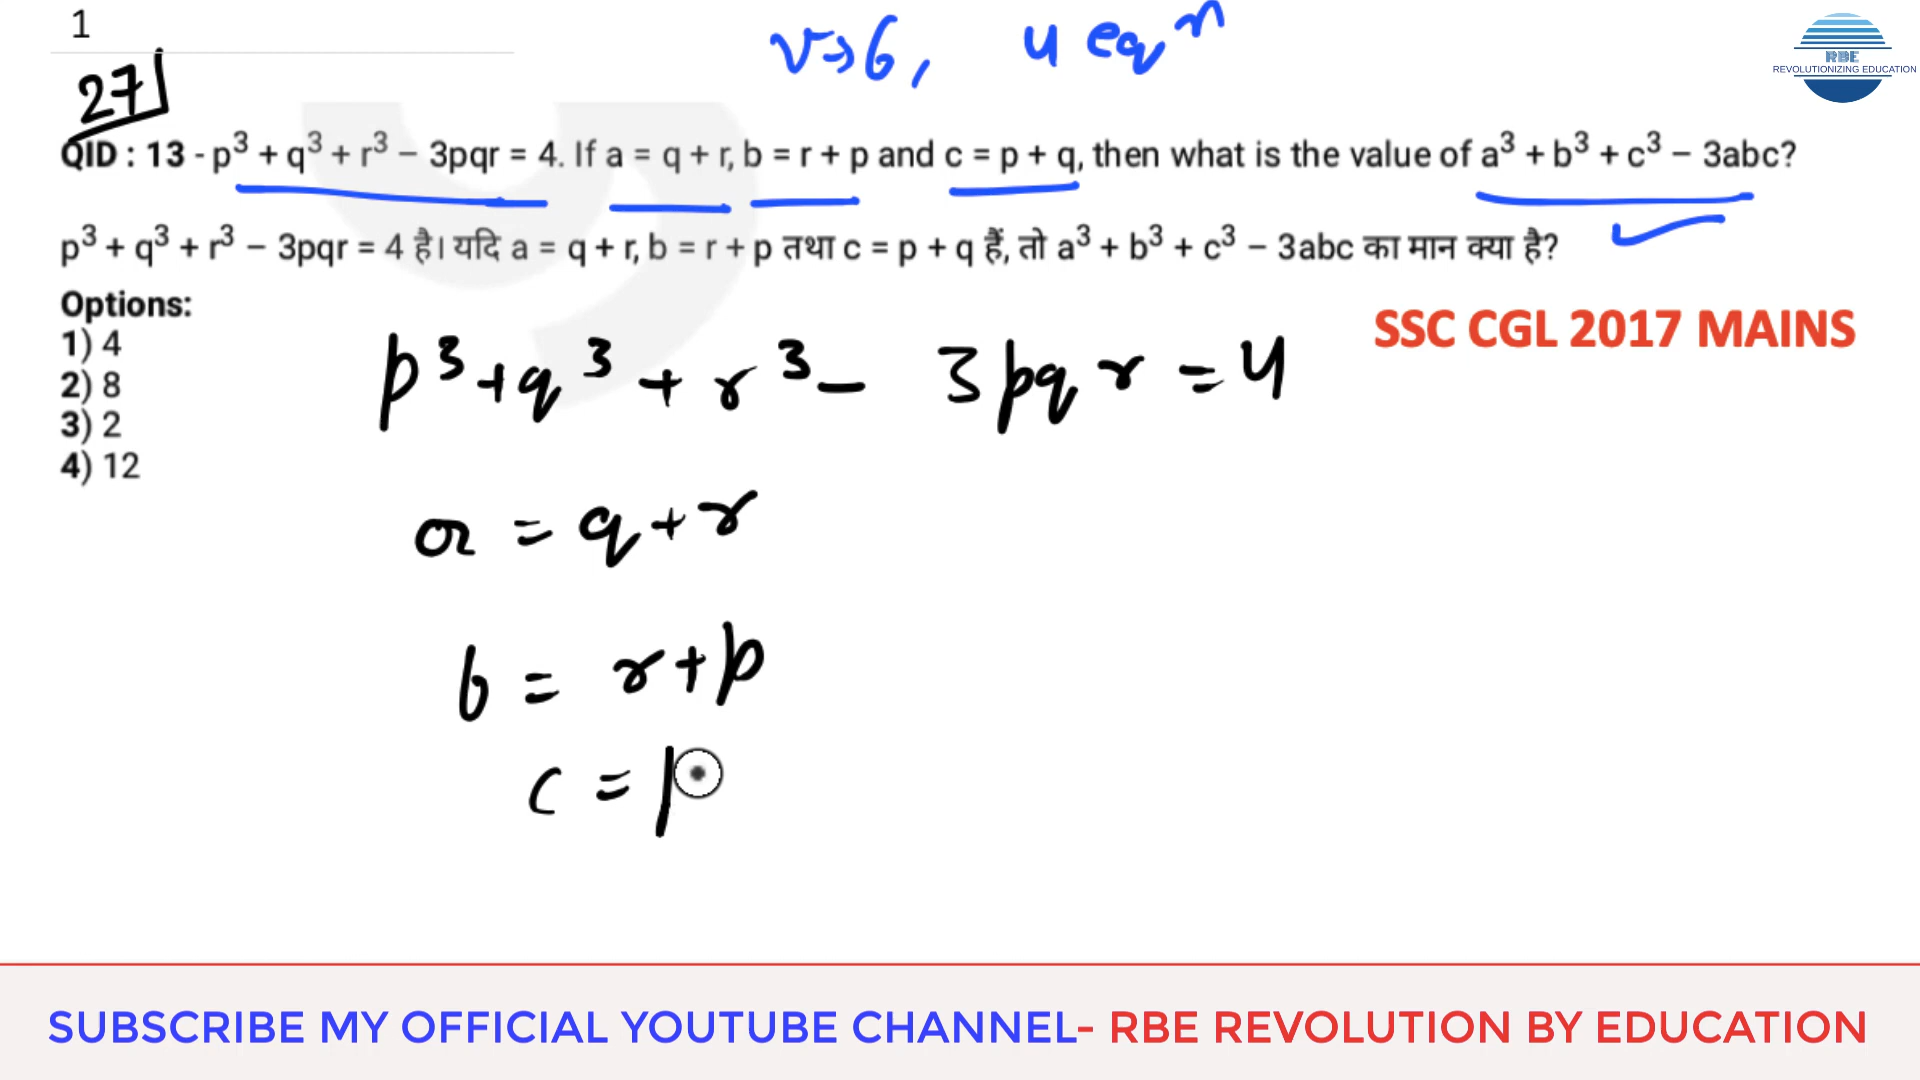 1
v→6, 4 eqⁿ
27
RBE
REVOLUTIONIZING EDUCATION
QID : 13 - p³ + q³ + r³ – 3pqr = 4. If a = q + r, b = r + p and c = p + q, then what is the value of a³ + b³ + c³ – 3abc?
p³ + q³ + r³ – 3pqr = 4 है। यदि a = q + r, b = r + p तथा c = p + q हैं, तो a³ + b³ + c³ – 3abc का मान क्या है?
Options:
1) 4
2) 8
3) 2
4) 12
SSC CGL 2017 MAINS
p³ + q³ + r³ – 3pqr = 4
a = q + r
b = r + p
c = p
SUBSCRIBE MY OFFICIAL YOUTUBE CHANNEL- RBE REVOLUTION BY EDUCATION